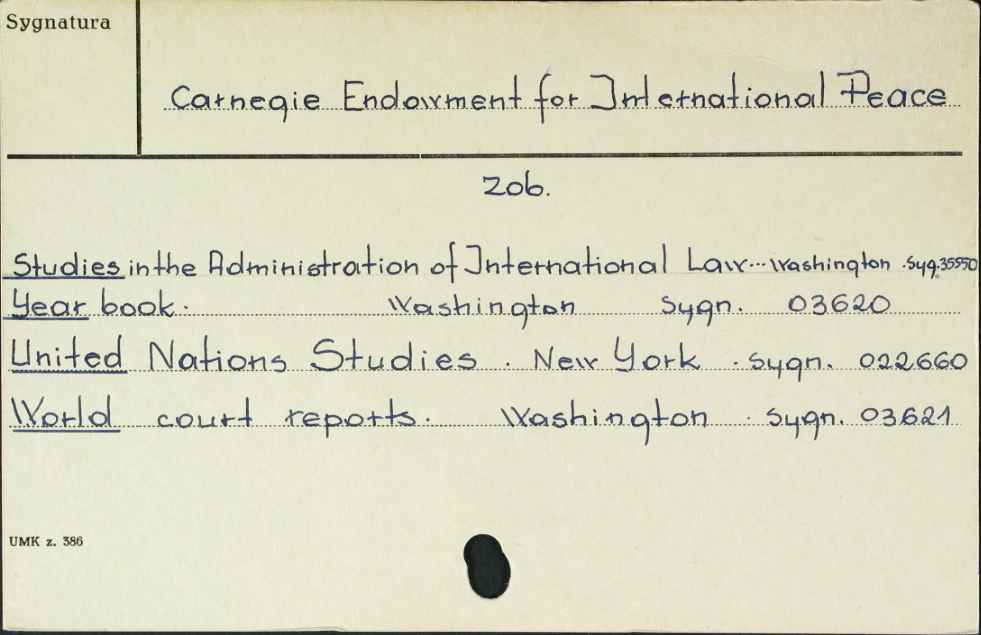 Sygnatura
Carnegie Endowment for International Peace
zob.
Studies in the Administration of International Law... Washington . Syg. 35550
Year book. Washington Sygn. 03620
United Nations Studies . New York . Sygn. 022660
World court reports. Washington . Sygn. 03621
UMK z. 386